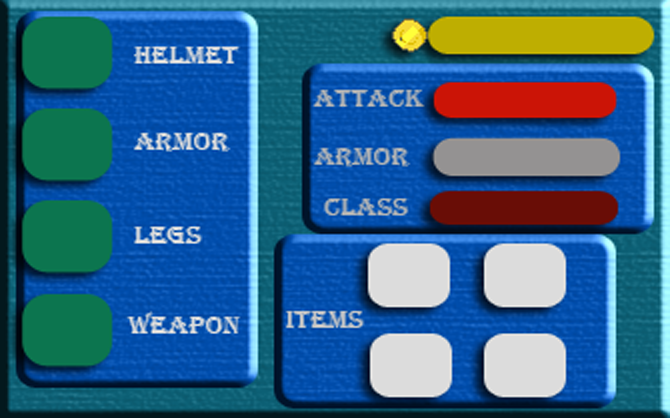 HELMET
ARMOR
LEGS
WEAPON
ATTACK
ARMOR
CLASS
ITEMS